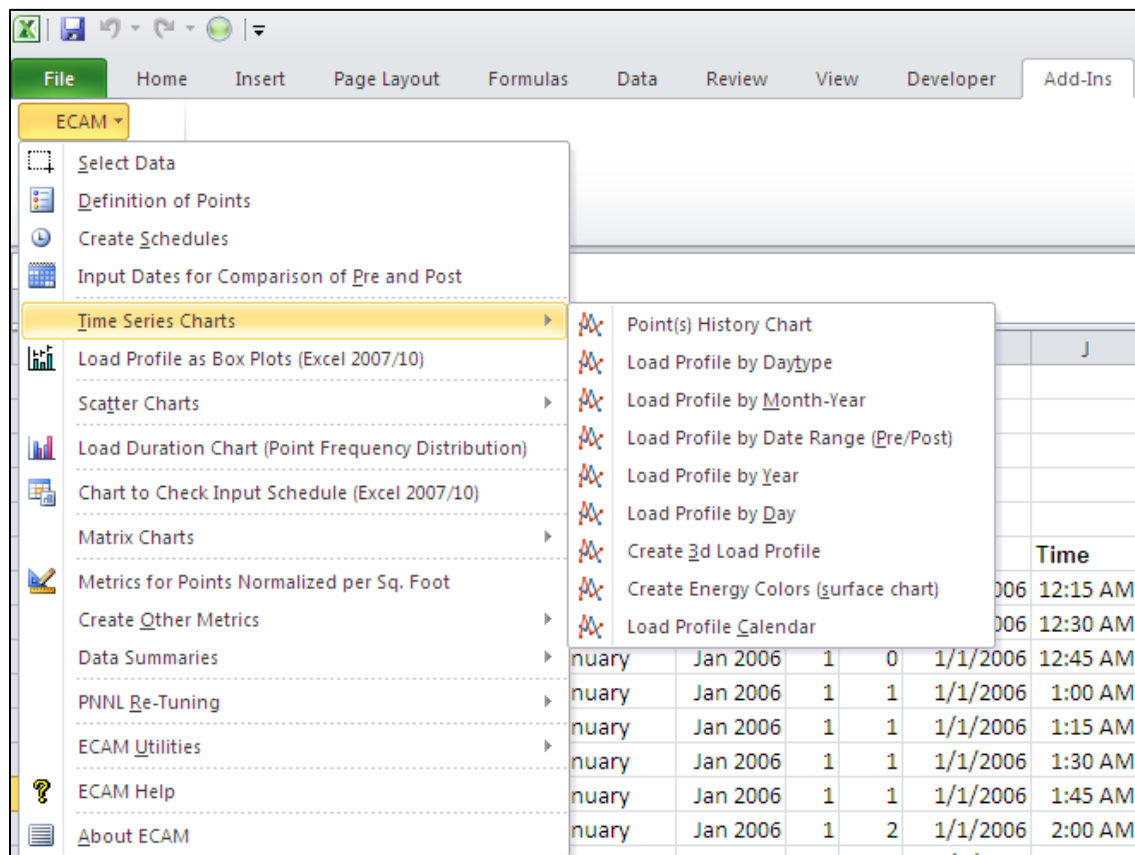 File Home Insert Page Layout Formulas Data Review View Developer Add-Ins
ECAM
Select Data
Definition of Points
Create Schedules
Input Dates for Comparison of Pre and Post
Time Series Charts
Load Profile as Box Plots (Excel 2007/10)
Scatter Charts
Load Duration Chart (Point Frequency Distribution)
Chart to Check Input Schedule (Excel 2007/10)
Matrix Charts
Metrics for Points Normalized per Sq. Foot
Create Other Metrics
Data Summaries
PNNL Re-Tuning
ECAM Utilities
ECAM Help
About ECAM
Point(s) History Chart
Load Profile by Daytype
Load Profile by Month-Year
Load Profile by Date Range (Pre/Post)
Load Profile by Year
Load Profile by Day
Create 3d Load Profile
Create Energy Colors (surface chart)
Load Profile Calendar
J
Time
006 12:15 AM
006 12:30 AM
nuary Jan 2006 1 0 1/1/2006 12:45 AM
nuary Jan 2006 1 1 1/1/2006 1:00 AM
nuary Jan 2006 1 1 1/1/2006 1:15 AM
nuary Jan 2006 1 1 1/1/2006 1:30 AM
nuary Jan 2006 1 1 1/1/2006 1:45 AM
nuary Jan 2006 1 2 1/1/2006 2:00 AM